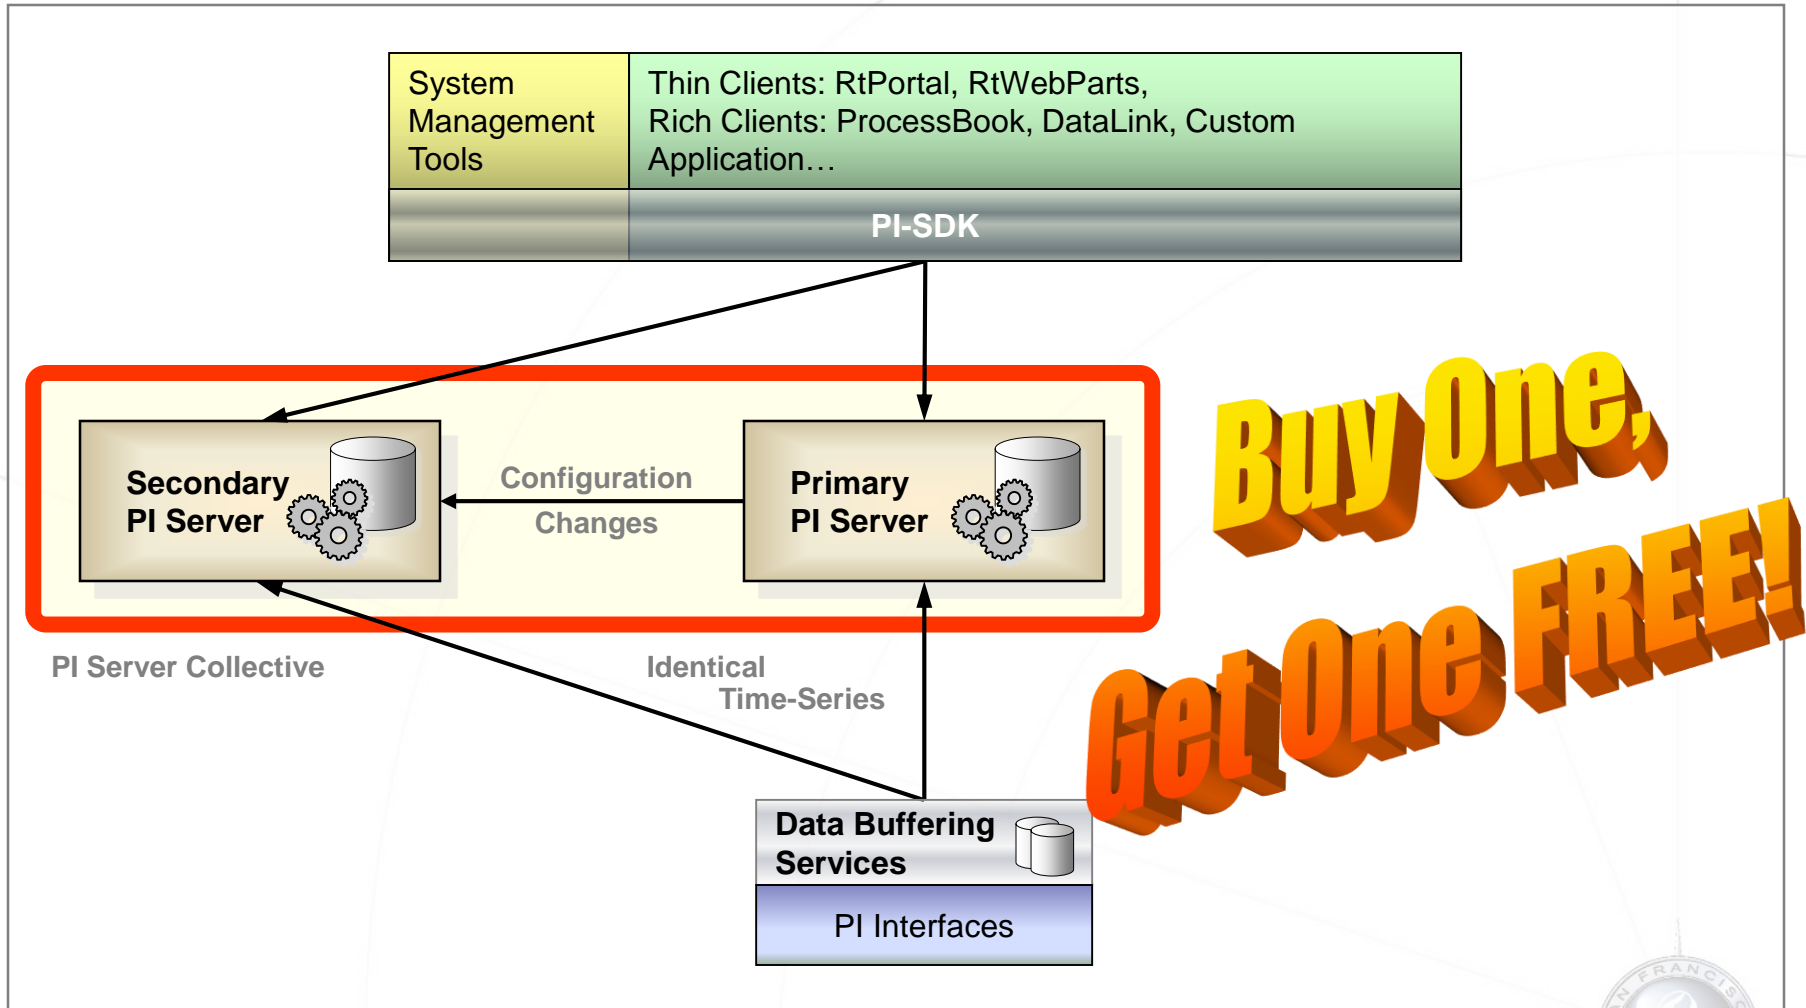 System
Management
Tools
Thin Clients: RtPortal, RtWebParts,
Rich Clients: ProcessBook, DataLink, Custom
Application…
PI-SDK
Secondary
PI Server
Configuration
Changes
Primary
PI Server
Buy One,
Get One FREE!
PI Server Collective
Identical
Time-Series
Data Buffering
Services
PI Interfaces